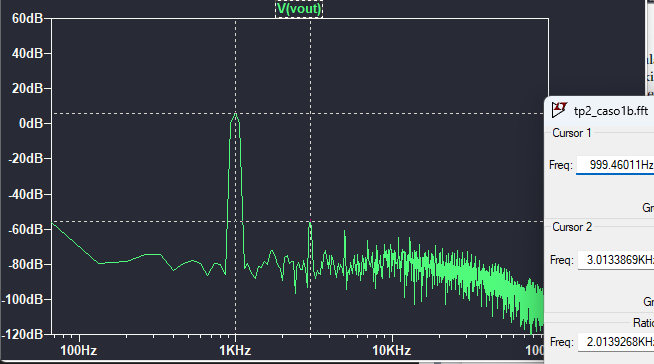 V(vout)
60dB
40dB
20dB
0dB
-20dB
-40dB
-60dB
-80dB
-100dB
-120dB
100Hz
1KHz
10KHz
tp2_caso1b.fft
Cursor 1
Freq: 999.46011Hz
Cursor 2
Freq: 3.0133869KHz
Freq: 2.0139268KHz